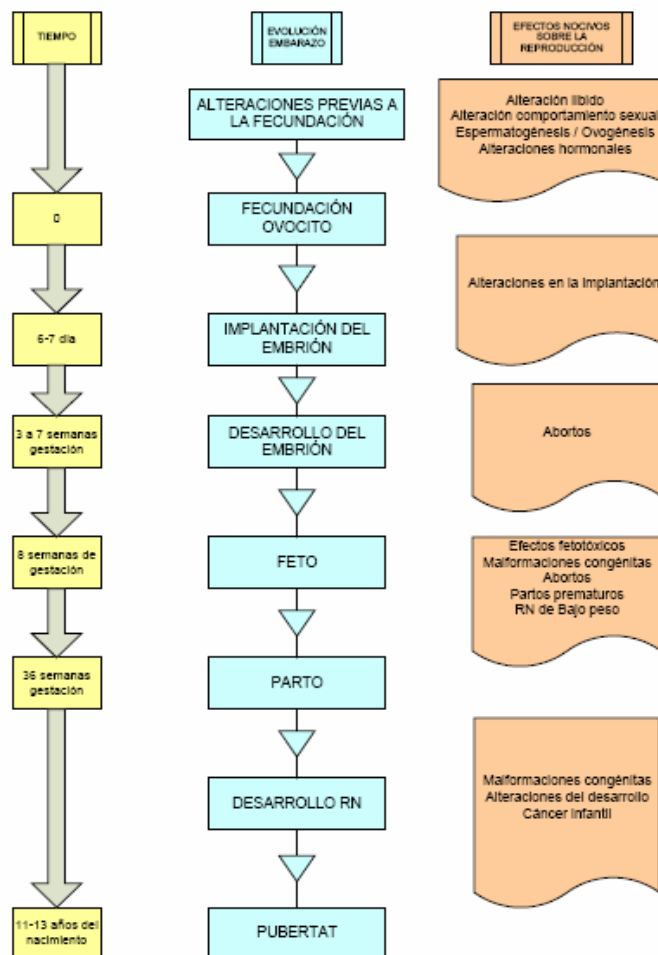 TIEMPO
EVOLUCIÓN
EMBARAZO
EFECTOS NOCIVOS
SOBRE LA
REPRODUCCIÓN
ALTERACIONES PREVIAS A
LA FECUNDACIÓN
Alteración libido
Alteración comportamiento sexual
Espermatogénesis / Ovogénesis
Alteraciones hormonales
0
FECUNDACIÓN
OVOCITO
Alteraciones en la implantación
6-7 día
IMPLANTACIÓN DEL
EMBRIÓN
3 a 7 semanas
gestación
DESARROLLO DEL
EMBRIÓN
Abortos
8 semanas de
gestación
FETO
Efectos fetotóxicos
Malformaciones congénitas
Abortos
Partos prematuros
RN de Bajo peso
36 semanas
gestación
PARTO
DESARROLLO RN
Malformaciones congénitas
Alteraciones del desarrollo
Cáncer infantil
11-13 años del
nacimiento
PUBERTAT